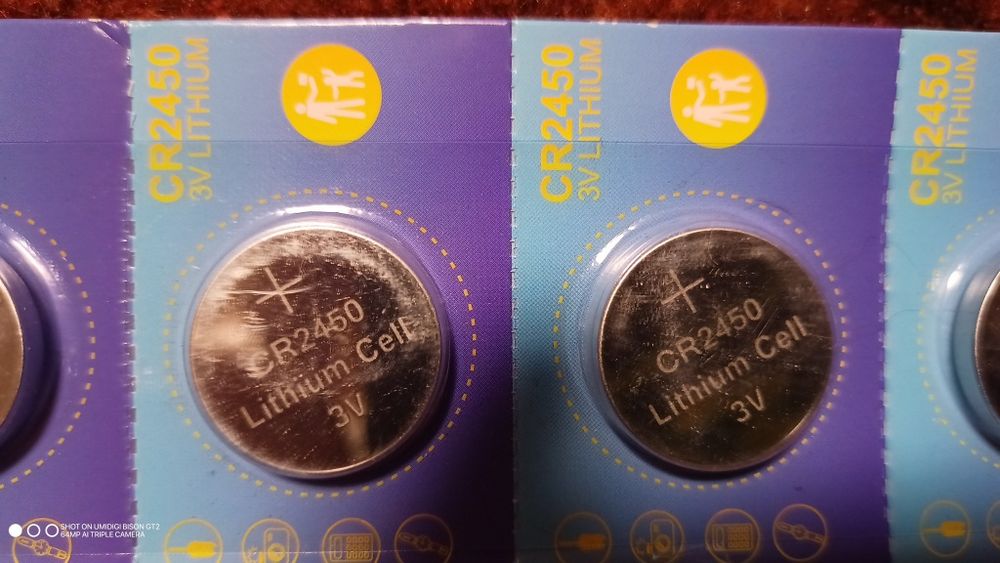 CR2450
3V LITHIUM
CR2450
3V LITHIUM
CR2450
3V LITHIUM
+
CR2450
Lithium Cell
3V
+
CR2450
Lithium Cell
3V
SHOT ON UMIDIGI BISON GT2
64MP AI TRIPLE CAMERA